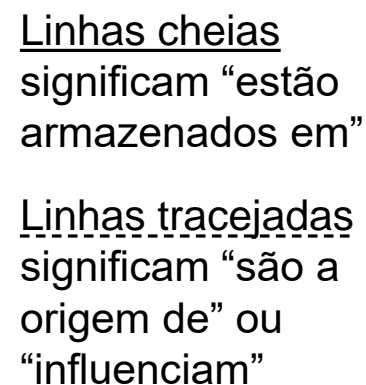 Linhas cheias
significam “estão
armazenados em”
Linhas tracejadas
significam “são a
origem de” ou
“influenciam”